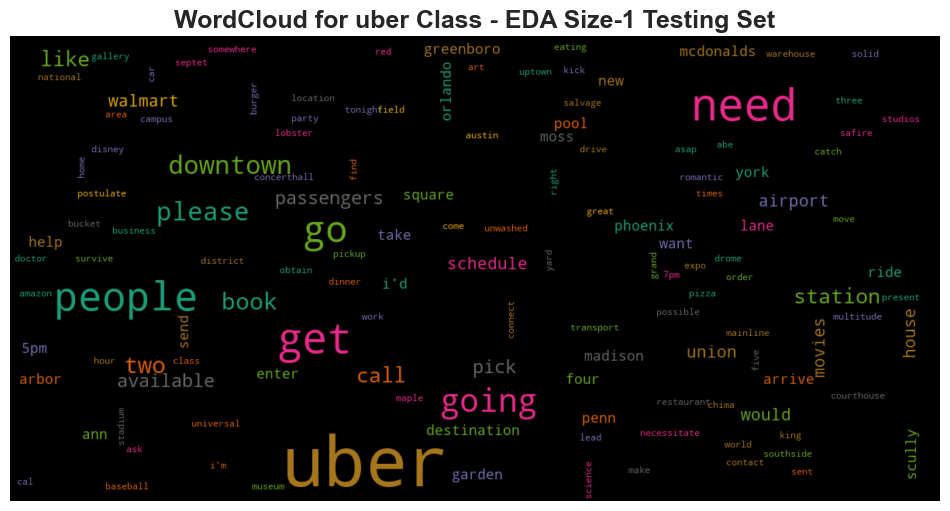 WordCloud for uber Class - EDA Size-1 Testing Set
somewhere
red
greenboro
eating
mcdonalds
warehouse
solid
like
gallery
septet
national
car
art
uptown
kick
new
burger
location
orlando
walmart
area
campus
party
tonight
field
salvage
need
three
studios
lobster
austin
pool
moss
safire
disney
drive
asap
abe
catch
home
downtown
concerthall
find
right
romantic
york
postulate
passengers
square
times
airport
bucket
please
business
go
take
come
unwashed
great
phoenix
lane
move
help
want
doctor
survive
district
pickup
schedule
yard
grand
expo
drome
7pm
order
ride
obtain
i'd
dinner
amazon
people
book
pizza
station
present
work
connect
possible
multitude
send
transport
mainline
movies
house
5pm
hour
two
class
get
union
madison
five
arbor
available
enter
call
pick
four
arrive
maple
going
restaurant
chima
courthouse
stadium
universal
penn
would
ann
destination
necessitate
king
ask
lead
world
southside
scully
i'm
uber
garden
contact
cal
baseball
museum
science
make
sent